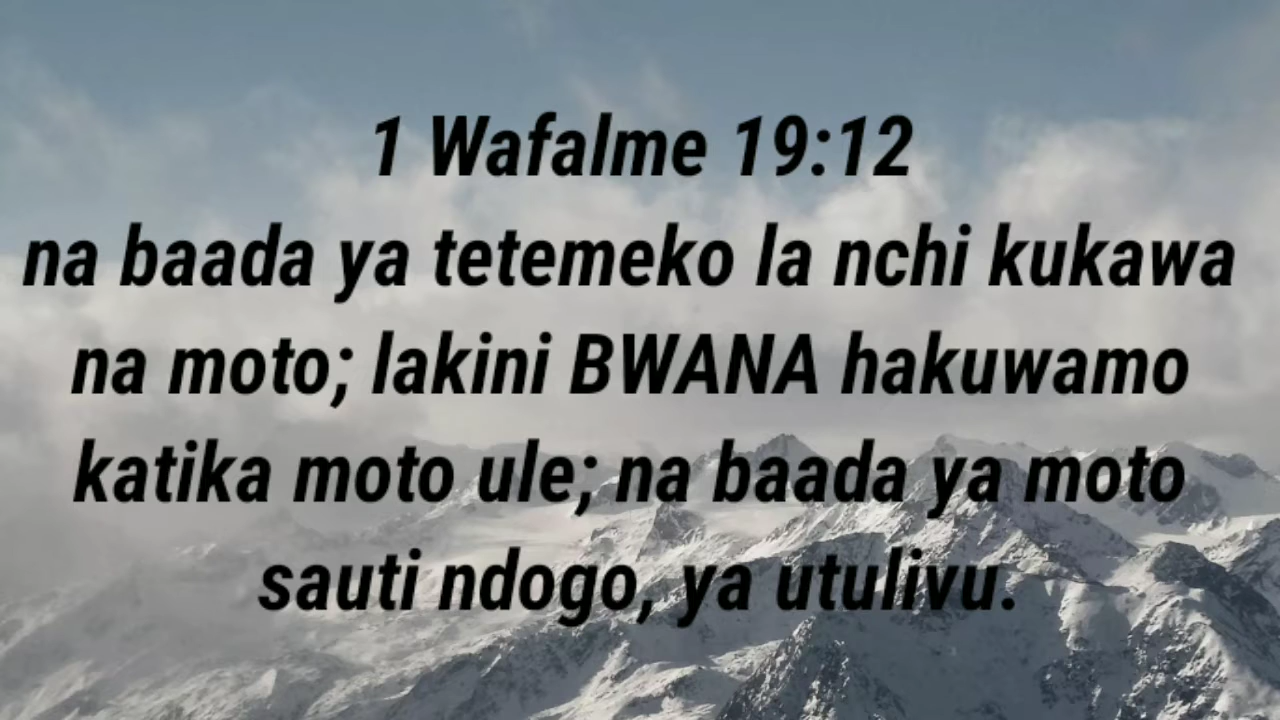 1 Wafalme 19:12
na baada ya tetemeko la nchi kukawa
na moto; lakini BWANA hakuwamo
katika moto ule; na baada ya moto
sauti ndogo, ya utulivu.